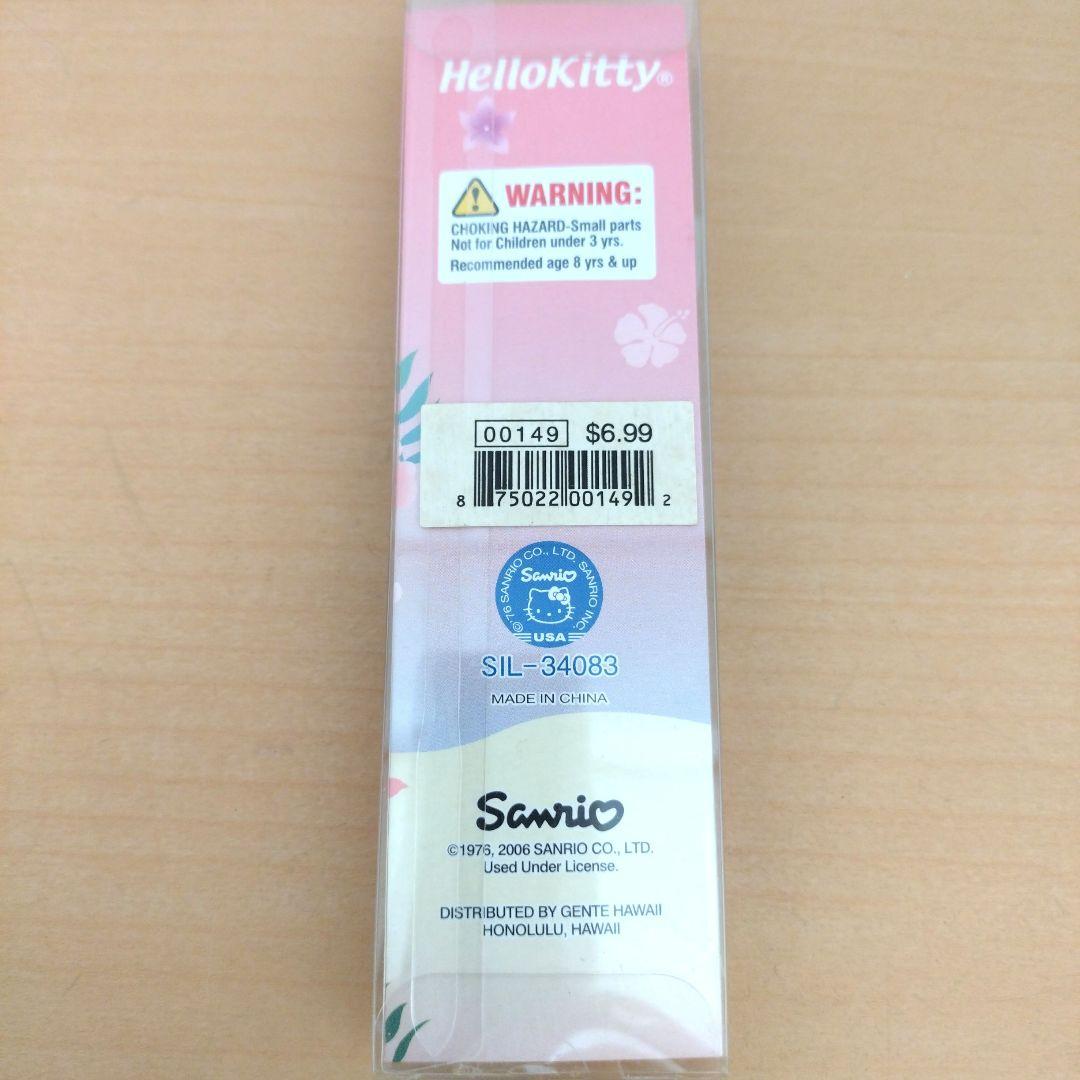 HelloKitty®
WARNING:
CHOKING HAZARD-Small parts
Not for Children under 3 yrs.
Recommended age 8 yrs & up
00149 $6.99
8 75022 00149 2
©'76 SANRIO CO., LTD. SANRIO INC.
Sanrio
USA
SIL-34083
MADE IN CHINA
Sanrio
©1976, 2006 SANRIO CO., LTD.
Used Under License.
DISTRIBUTED BY GENTE HAWAII
HONOLULU, HAWAII